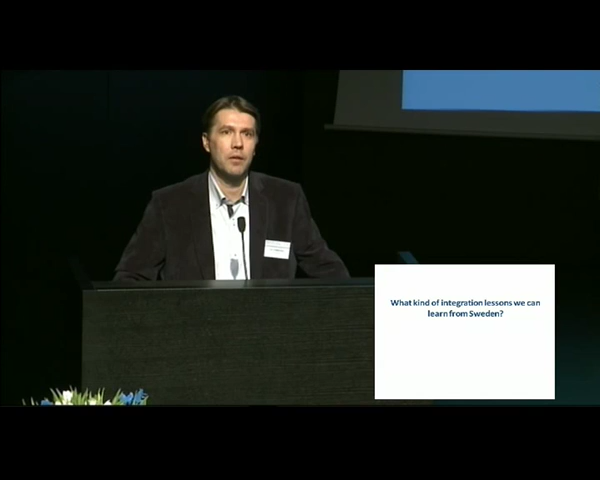 What kind of integration lessons we can
learn from Sweden?